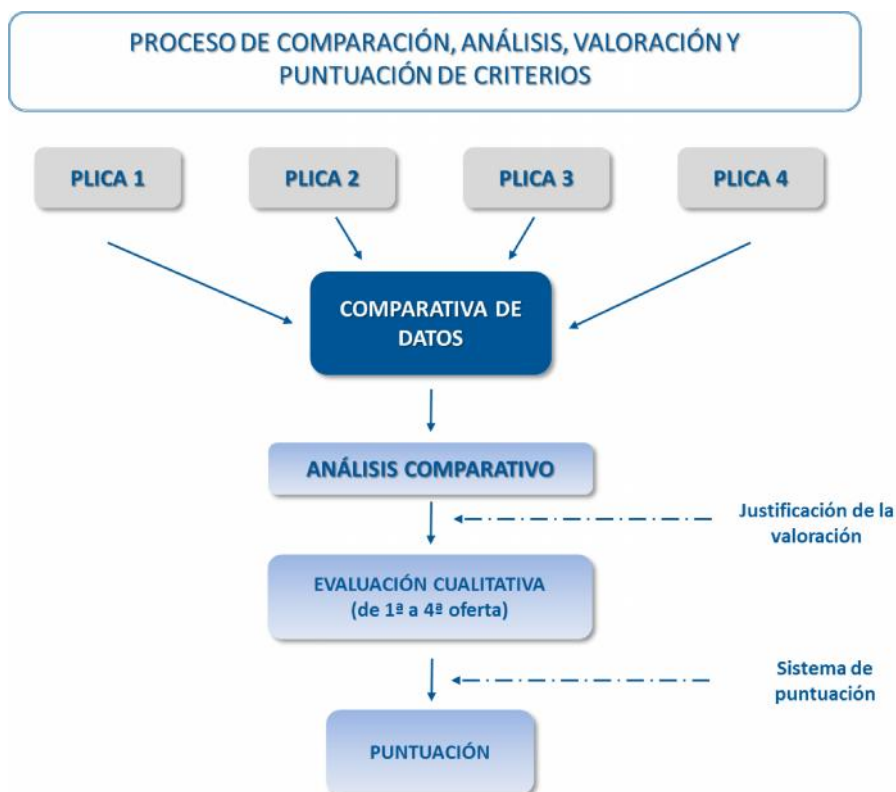 PROCESO DE COMPARACIÓN, ANÁLISIS, VALORACIÓN Y
PUNTUACIÓN DE CRITERIOS
PLICA 1
PLICA 2
PLICA 3
PLICA 4
COMPARATIVA DE
DATOS
ANÁLISIS COMPARATIVO
Justificación de la
valoración
EVALUACIÓN CUALITATIVA
(de 1ª a 4ª oferta)
Sistema de
puntuación
PUNTUACIÓN